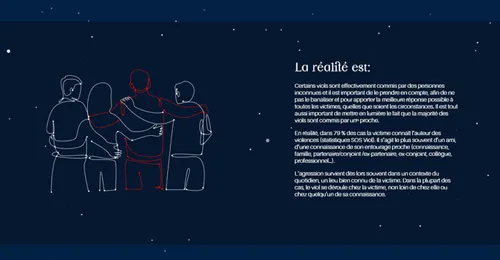 La réalité est:
Certains viols sont effectivement commis par des personnes
inconnues et il est important de le prendre en compte, afin de ne
pas le banaliser et pour apporter la meilleure réponse possible à
toutes les victimes, quelles que soient les circonstances. Il est tout
aussi important de mettre en lumière le fait que la majorité des
viols sont commis par un•e proche.
En réalité, dans 79 % des cas la victime connaît l'auteur des
violences (statistiques SOS Viol). Il s'agit le plus souvent d'un ami,
d'une connaissance de son entourage proche (connaissance,
famille, partenaire/conjoint /ex-partenaire, ex-conjoint, collègue,
professionnel...).
L'agression survient dès lors souvent dans un contexte du
quotidien, un lieu bien connu de la victime. Dans la plupart des
cas, le viol se déroule chez la victime, non loin de chez elle ou
chez quelqu'un de sa connaissance.